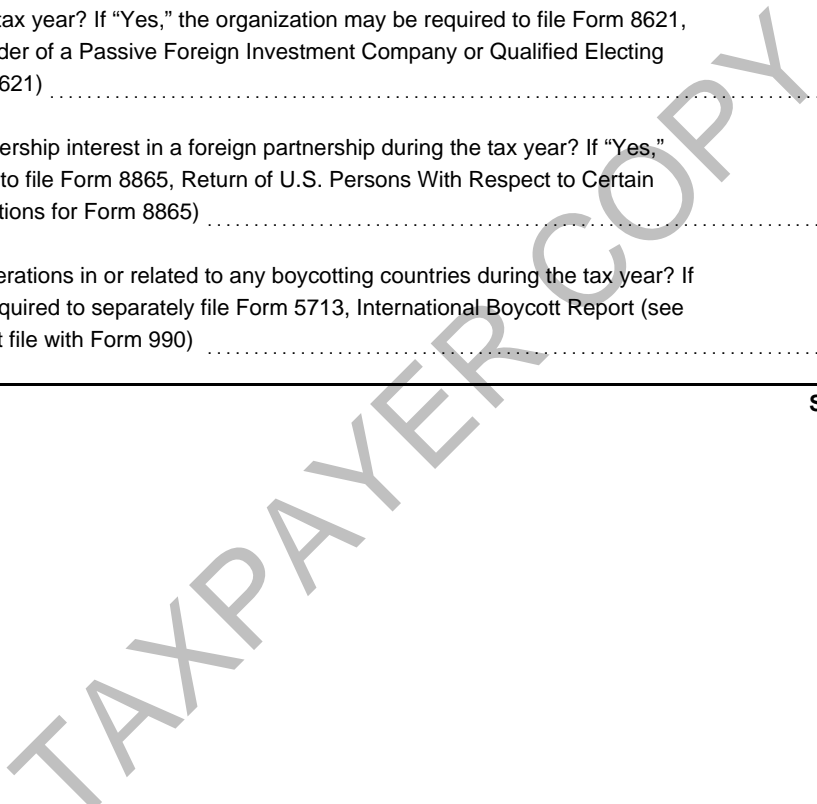 tax year? If “Yes,” the organization may be required to file Form 8621,
der of a Passive Foreign Investment Company or Qualified Electing
621)
ership interest in a foreign partnership during the tax year? If “Yes,”
to file Form 8865, Return of U.S. Persons With Respect to Certain
tions for Form 8865)
erations in or related to any boycotting countries during the tax year? If
quired to separately file Form 5713, International Boycott Report (see
t file with Form 990)
S
TAXPAYER COPY